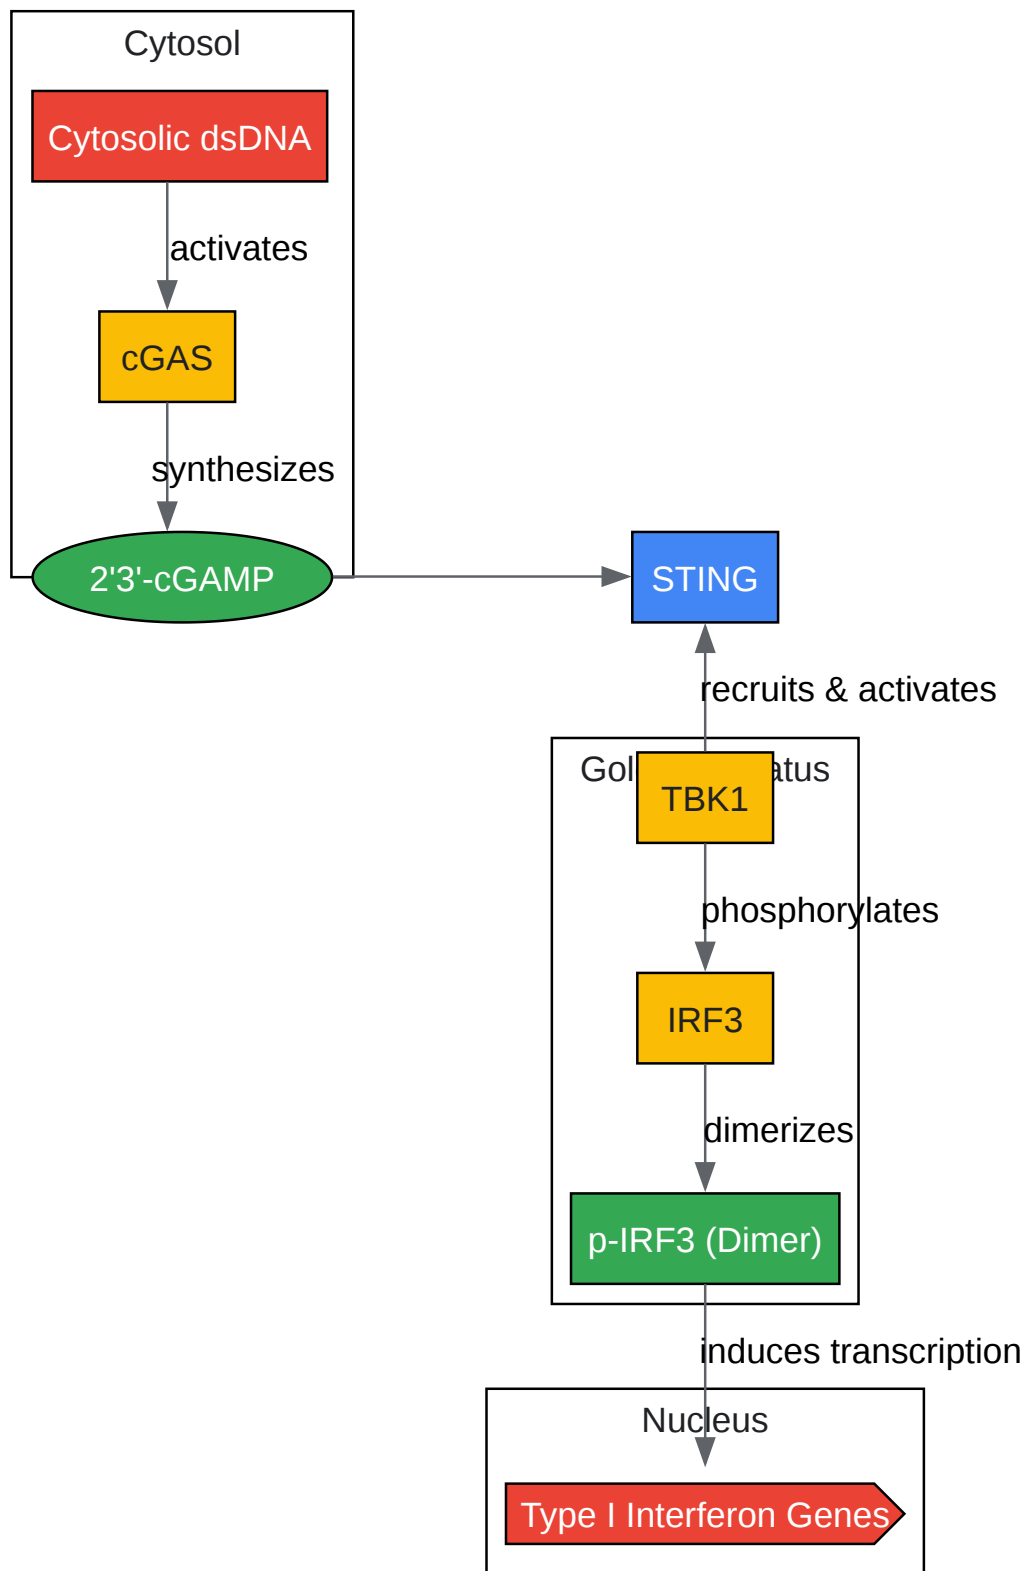 Cytosol
Cytosolic dsDNA
activates
cGAS
synthesizes
2'3'-cGAMP
STING
recruits & activates
TBK1
phosphorylates
IRF3
dimerizes
p-IRF3 (Dimer)
induces transcription
Nucleus
Type I Interferon Genes